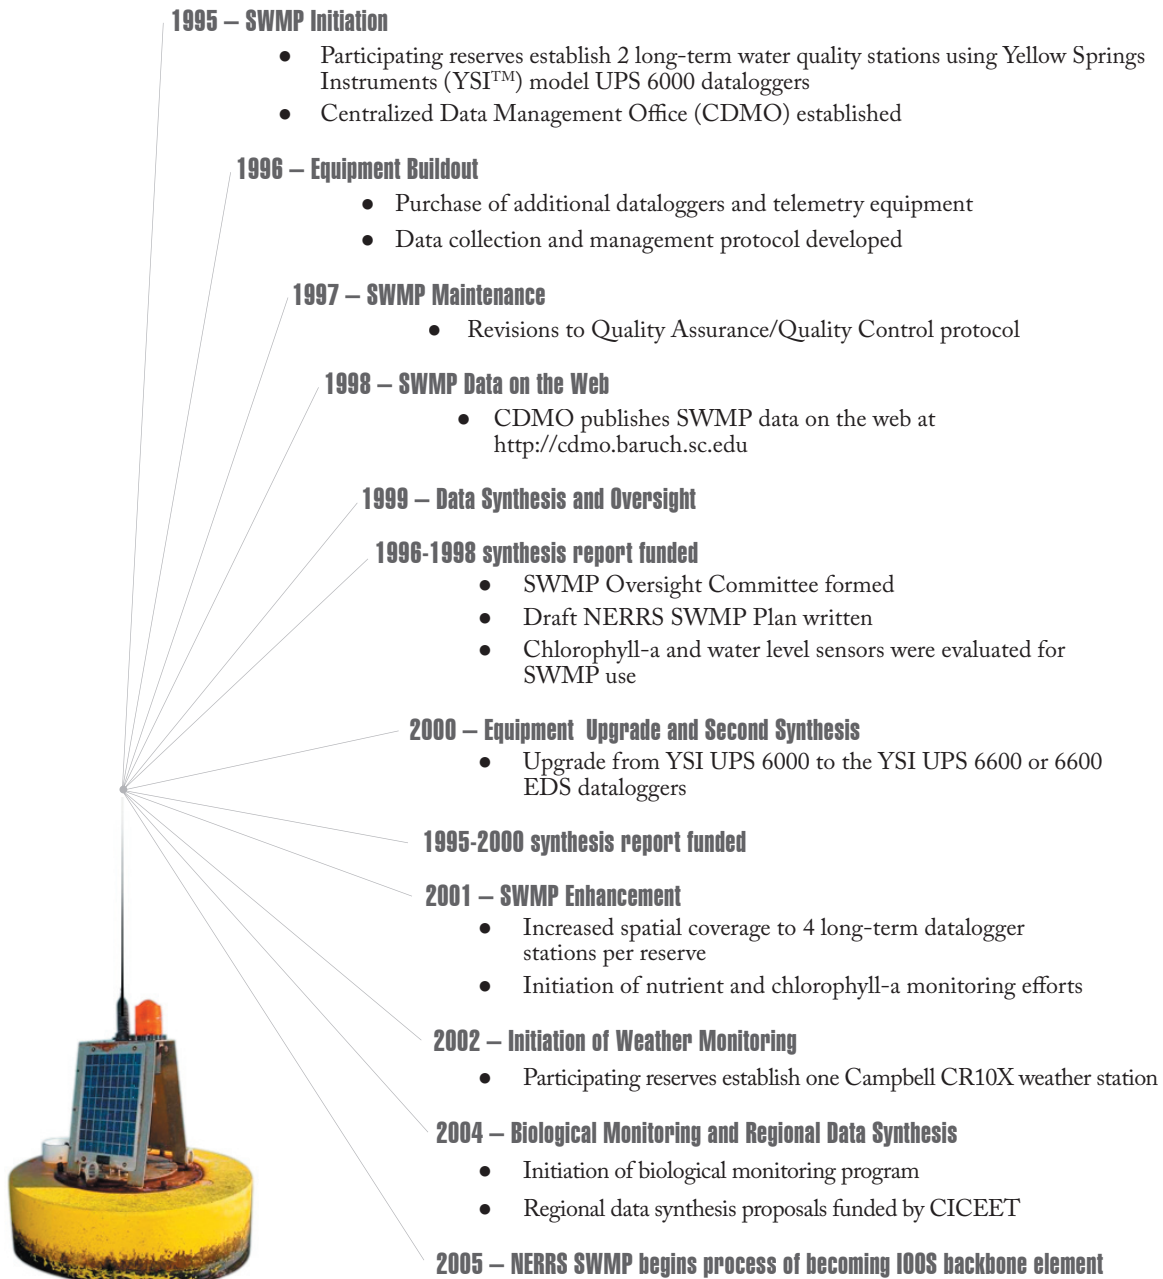 1995 – SWMP Initiation
● Participating reserves establish 2 long-term water quality stations using Yellow Springs
Instruments (YSI™) model UPS 6000 dataloggers
● Centralized Data Management Office (CDMO) established
1996 – Equipment Buildout
● Purchase of additional dataloggers and telemetry equipment
● Data collection and management protocol developed
1997 – SWMP Maintenance
● Revisions to Quality Assurance/Quality Control protocol
1998 – SWMP Data on the Web
● CDMO publishes SWMP data on the web at
http://cdmo.baruch.sc.edu
1999 – Data Synthesis and Oversight
1996-1998 synthesis report funded
● SWMP Oversight Committee formed
● Draft NERRS SWMP Plan written
● Chlorophyll-a and water level sensors were evaluated for
SWMP use
2000 – Equipment Upgrade and Second Synthesis
● Upgrade from YSI UPS 6000 to the YSI UPS 6600 or 6600
EDS dataloggers
1995-2000 synthesis report funded
2001 – SWMP Enhancement
● Increased spatial coverage to 4 long-term datalogger
stations per reserve
● Initiation of nutrient and chlorophyll-a monitoring efforts
2002 – Initiation of Weather Monitoring
● Participating reserves establish one Campbell CR10X weather station
2004 – Biological Monitoring and Regional Data Synthesis
● Initiation of biological monitoring program
● Regional data synthesis proposals funded by CICEET
2005 – NERRS SWMP begins process of becoming IOOS backbone element